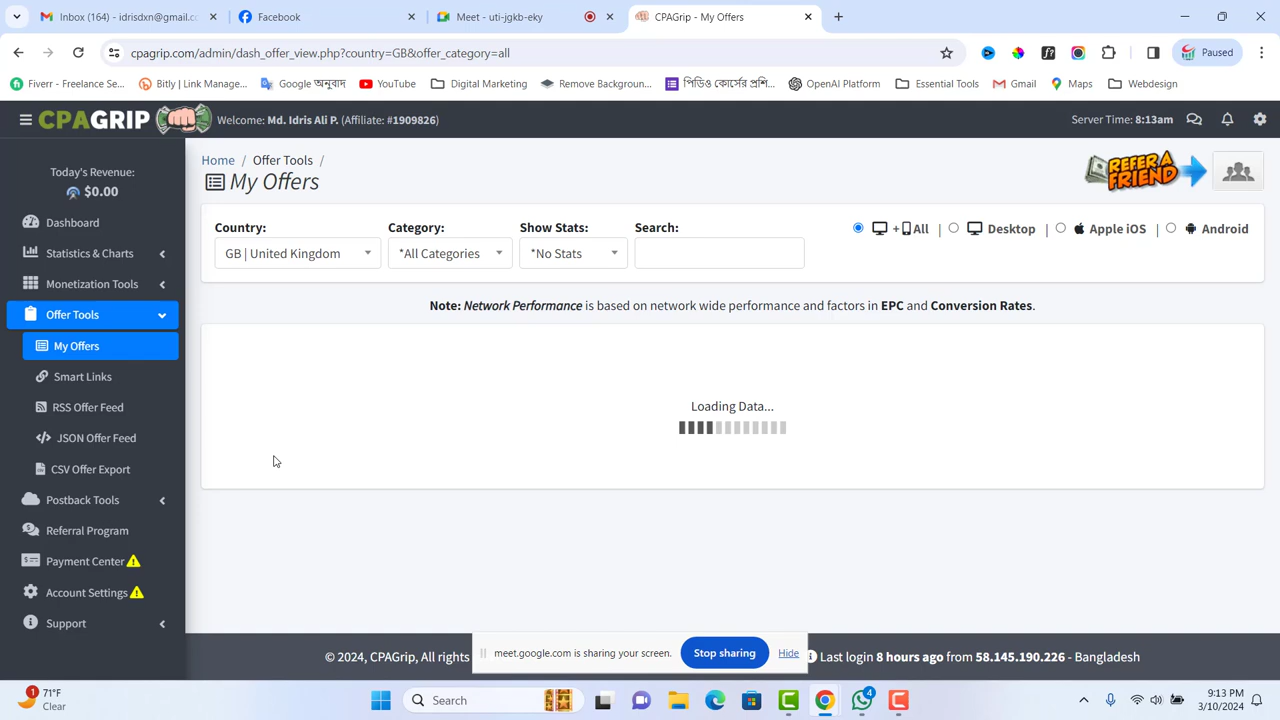 Inbox (164) - idrisdxn@gmail.c
Facebook
Meet - uti-jgkb-eky
CPAGrip - My Offers
cpagrip.com/admin/dash_offer_view.php?country=GB&offer_category=all
Paused
Fiverr - Freelance Se...
Bitly | Link Manage...
Google অনুবাদ
YouTube
Digital Marketing
Remove Background...
পিডিও কোর্সের প্রশি...
OpenAI Platform
Essential Tools
Gmail
Maps
Webdesign
CPAGRIP
Welcome: Md. Idris Ali P. (Affiliate: #1909826)
Server Time: 8:13am
Today's Revenue:
$0.00
Dashboard
Statistics & Charts
Monetization Tools
Offer Tools
My Offers
Smart Links
RSS Offer Feed
JSON Offer Feed
CSV Offer Export
Postback Tools
Referral Program
Payment Center
Account Settings
Support
Home / Offer Tools /
My Offers
REFER A FRIEND
Country:
Category:
Show Stats:
Search:
GB | United Kingdom
*All Categories
*No Stats
+ All | Desktop | Apple iOS | Android
Note: Network Performance is based on network wide performance and factors in EPC and Conversion Rates.
Loading Data...
© 2024, CPAGrip, All rights
meet.google.com is sharing your screen.
Stop sharing
Hide
Last login 8 hours ago from 58.145.190.226 - Bangladesh
1
71°F
Clear
Search
4
9:13 PM
3/10/2024